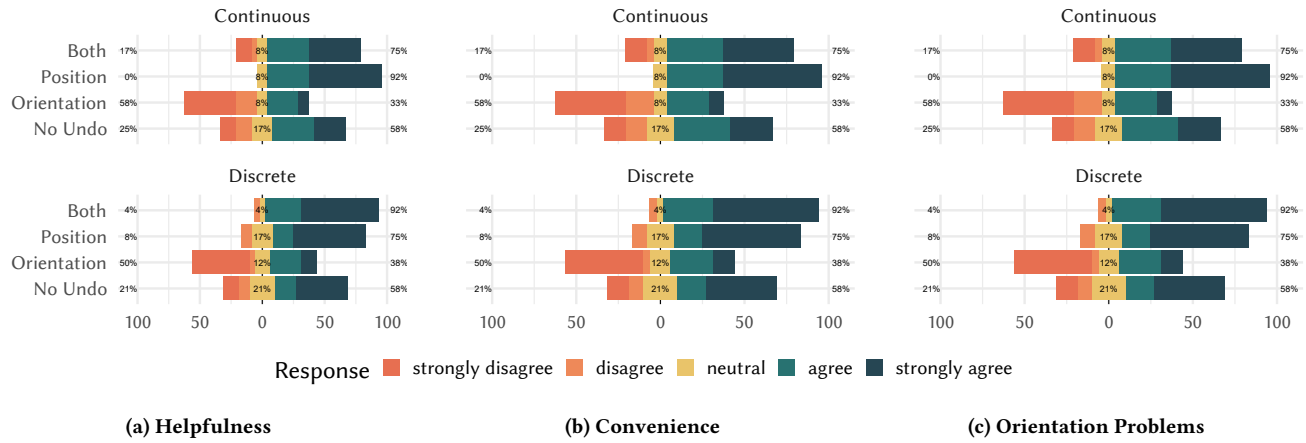 Continuous
Both 17% 8% 75%
Position 0% 8% 92%
Orientation 58% 8% 33%
No Undo 25% 17% 58%
Discrete
Both 4% 4% 92%
Position 8% 17% 75%
Orientation 50% 12% 38%
No Undo 21% 21% 58%
100 50 0 50 100
Continuous
17% 8% 75%
0% 8% 92%
58% 8% 33%
25% 17% 58%
Discrete
4% 4% 92%
8% 17% 75%
50% 12% 38%
21% 21% 58%
100 50 0 50 100
Continuous
17% 8% 75%
0% 8% 92%
58% 8% 33%
25% 17% 58%
Discrete
4% 4% 92%
8% 17% 75%
50% 12% 38%
21% 21% 58%
100 50 0 50 100
Response strongly disagree disagree neutral agree strongly agree
(a) Helpfulness
(b) Convenience
(c) Orientation Problems